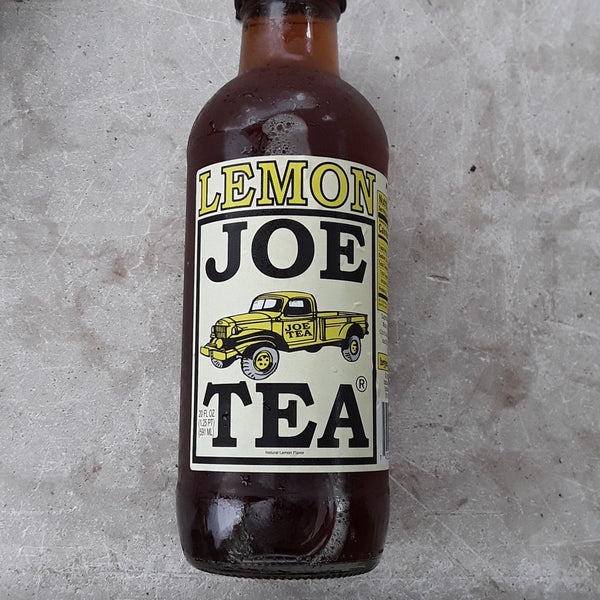 LEMON
JOE
JOE
TEA
TEA®
20 FL OZ
(1.25 PT)
(591 ML)
Natural Lemon Flavor